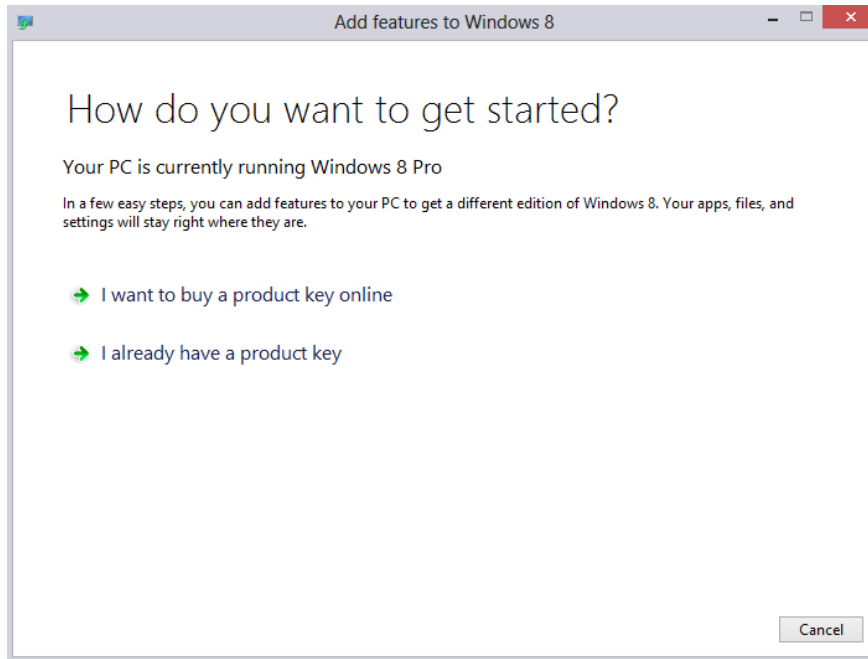 Add features to Windows 8
How do you want to get started?
Your PC is currently running Windows 8 Pro
In a few easy steps, you can add features to your PC to get a different edition of Windows 8. Your apps, files, and
settings will stay right where they are.
I want to buy a product key online
I already have a product key
Cancel